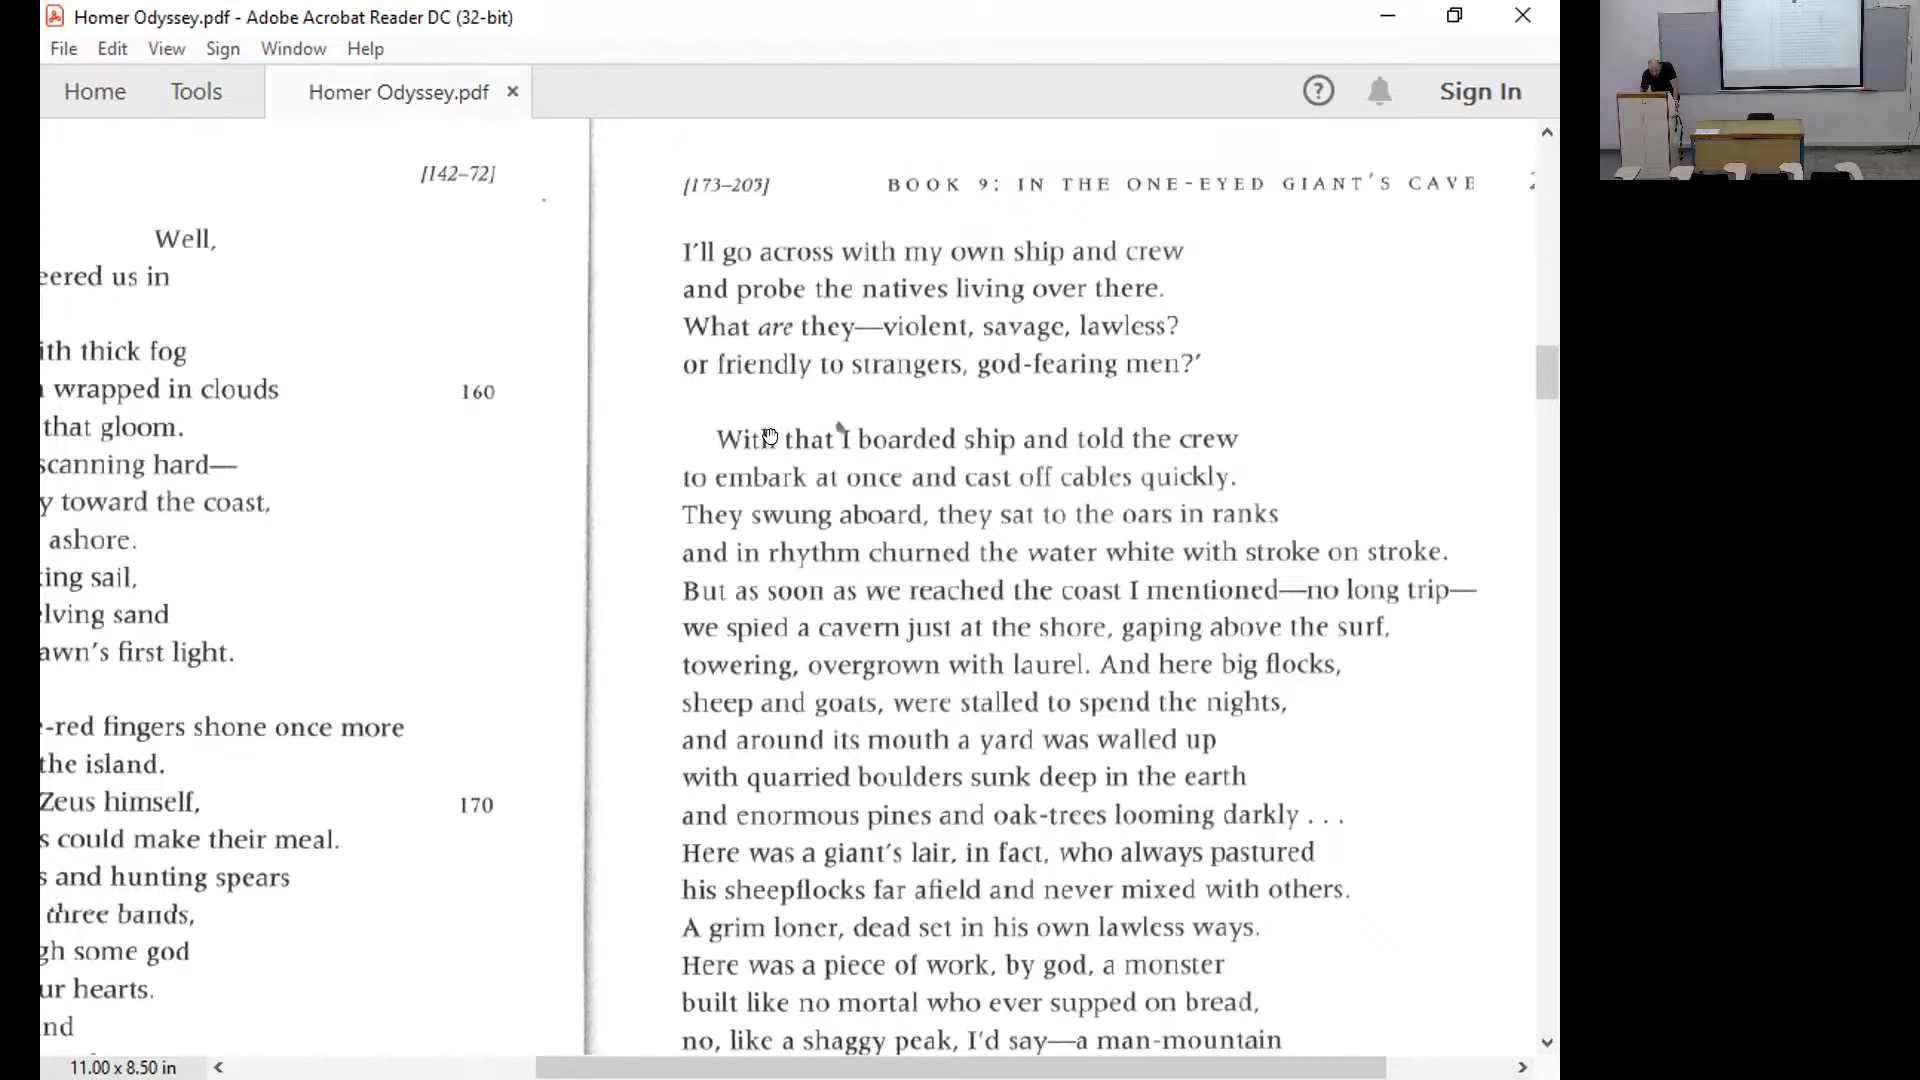 Homer Odyssey.pdf - Adobe Acrobat Reader DC (32-bit)
File Edit View Sign Window Help
Home Tools Homer Odyssey.pdf Sign In
[142–72]
Well,
eered us in
ith thick fog
wrapped in clouds 160
that gloom.
scanning hard—
y toward the coast,
ashore.
ing sail,
elving sand
awn's first light.
-red fingers shone once more
the island.
Zeus himself, 170
s could make their meal.
s and hunting spears
three bands,
gh some god
ur hearts.
nd
[173–205] BOOK 9: IN THE ONE-EYED GIANT'S CAVE
I'll go across with my own ship and crew
and probe the natives living over there.
What are they—violent, savage, lawless?
or friendly to strangers, god-fearing men?'
With that I boarded ship and told the crew
to embark at once and cast off cables quickly.
They swung aboard, they sat to the oars in ranks
and in rhythm churned the water white with stroke on stroke.
But as soon as we reached the coast I mentioned—no long trip—
we spied a cavern just at the shore, gaping above the surf,
towering, overgrown with laurel. And here big flocks,
sheep and goats, were stalled to spend the nights,
and around its mouth a yard was walled up
with quarried boulders sunk deep in the earth
and enormous pines and oak-trees looming darkly . . .
Here was a giant's lair, in fact, who always pastured
his sheepflocks far afield and never mixed with others.
A grim loner, dead set in his own lawless ways.
Here was a piece of work, by god, a monster
built like no mortal who ever supped on bread,
no, like a shaggy peak, I'd say—a man-mountain
11.00 x 8.50 in